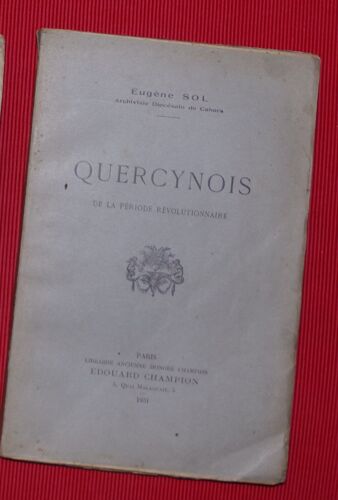 Eugène SOL
Archiviste Diocésain de Cahors
QUERCYNOIS
DE LA PÉRIODE RÉVOLUTIONNAIRE
PARIS
LIBRAIRIE ANCIENNE HONORÉ CHAMPION
EDOUARD CHAMPION
5, Quai Malaquais, 5
1931